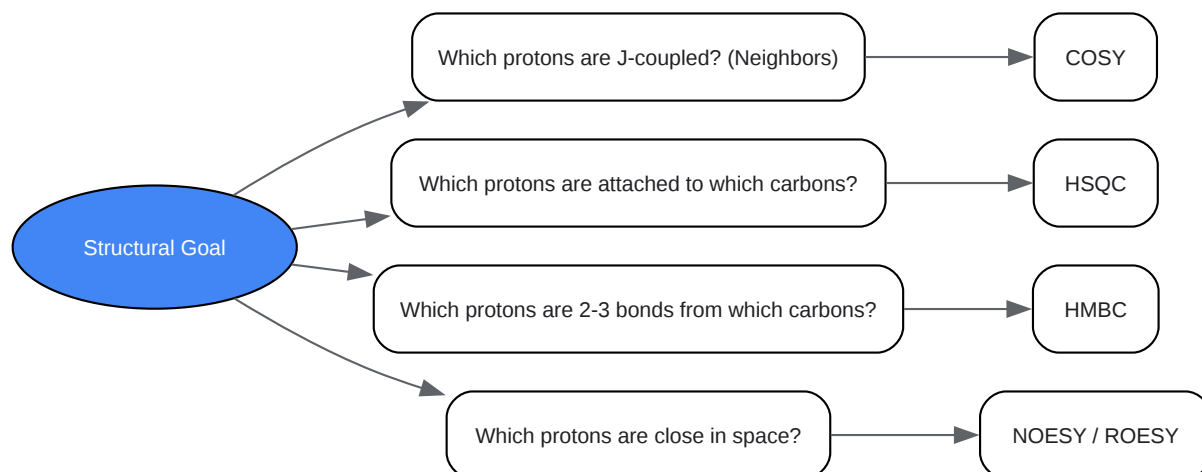 Which protons are J-coupled? (Neighbors)
COSY
Which protons are attached to which carbons?
HSQC
Structural Goal
Which protons are 2-3 bonds from which carbons?
HMBC
Which protons are close in space?
NOESY / ROESY